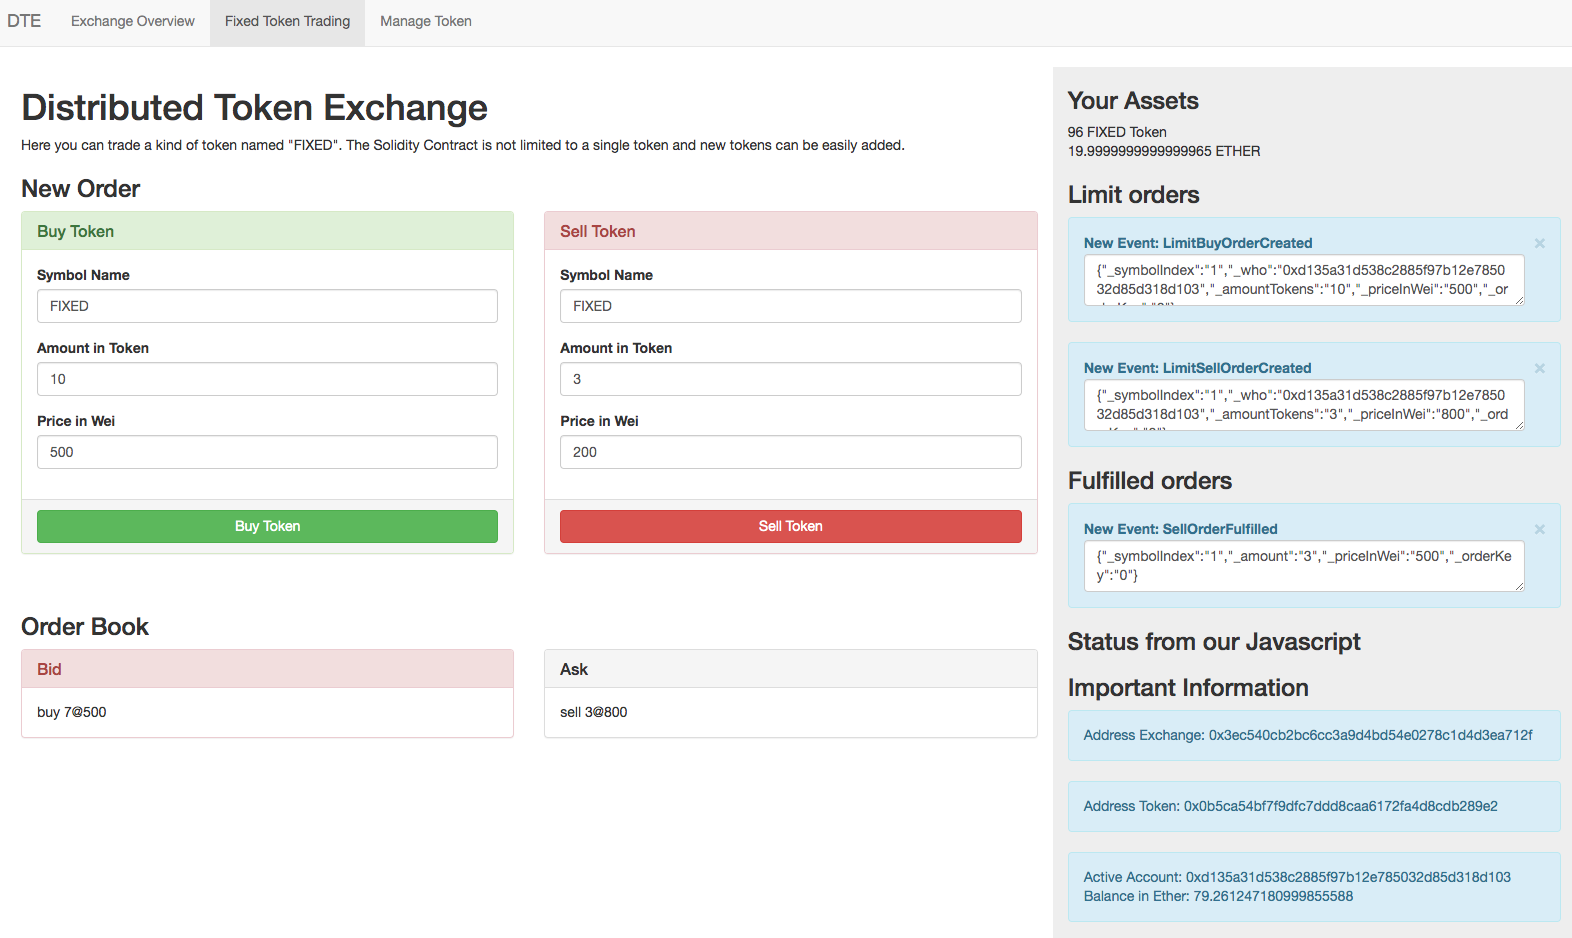 DTE
Exchange Overview
Fixed Token Trading
Manage Token
Distributed Token Exchange
Here you can trade a kind of token named "FIXED". The Solidity Contract is not limited to a single token and new tokens can be easily added.
New Order
Buy Token
Symbol Name
FIXED
Amount in Token
10
Price in Wei
500
Buy Token
Sell Token
Symbol Name
FIXED
Amount in Token
3
Price in Wei
200
Sell Token
Order Book
Bid
buy 7@500
Ask
sell 3@800
Your Assets
96 FIXED Token
19.9999999999999965 ETHER
Limit orders
New Event: LimitBuyOrderCreated
×
{"_symbolIndex":"1","_who":"0xd135a31d538c2885f97b12e7850
32d85d318d103","_amountTokens":"10","_priceInWei":"500","_or
New Event: LimitSellOrderCreated
×
{"_symbolIndex":"1","_who":"0xd135a31d538c2885f97b12e7850
32d85d318d103","_amountTokens":"3","_priceInWei":"800","_ord
Fulfilled orders
New Event: SellOrderFulfilled
×
{"_symbolIndex":"1","_amount":"3","_priceInWei":"500","_orderKe
y":"0"}
Status from our Javascript
Important Information
Address Exchange: 0x3ec540cb2bc6cc3a9d4bd54e0278c1d4d3ea712f
Address Token: 0x0b5ca54bf7f9dfc7ddd8caa6172fa4d8cdb289e2
Active Account: 0xd135a31d538c2885f97b12e785032d85d318d103
Balance in Ether: 79.261247180999855588